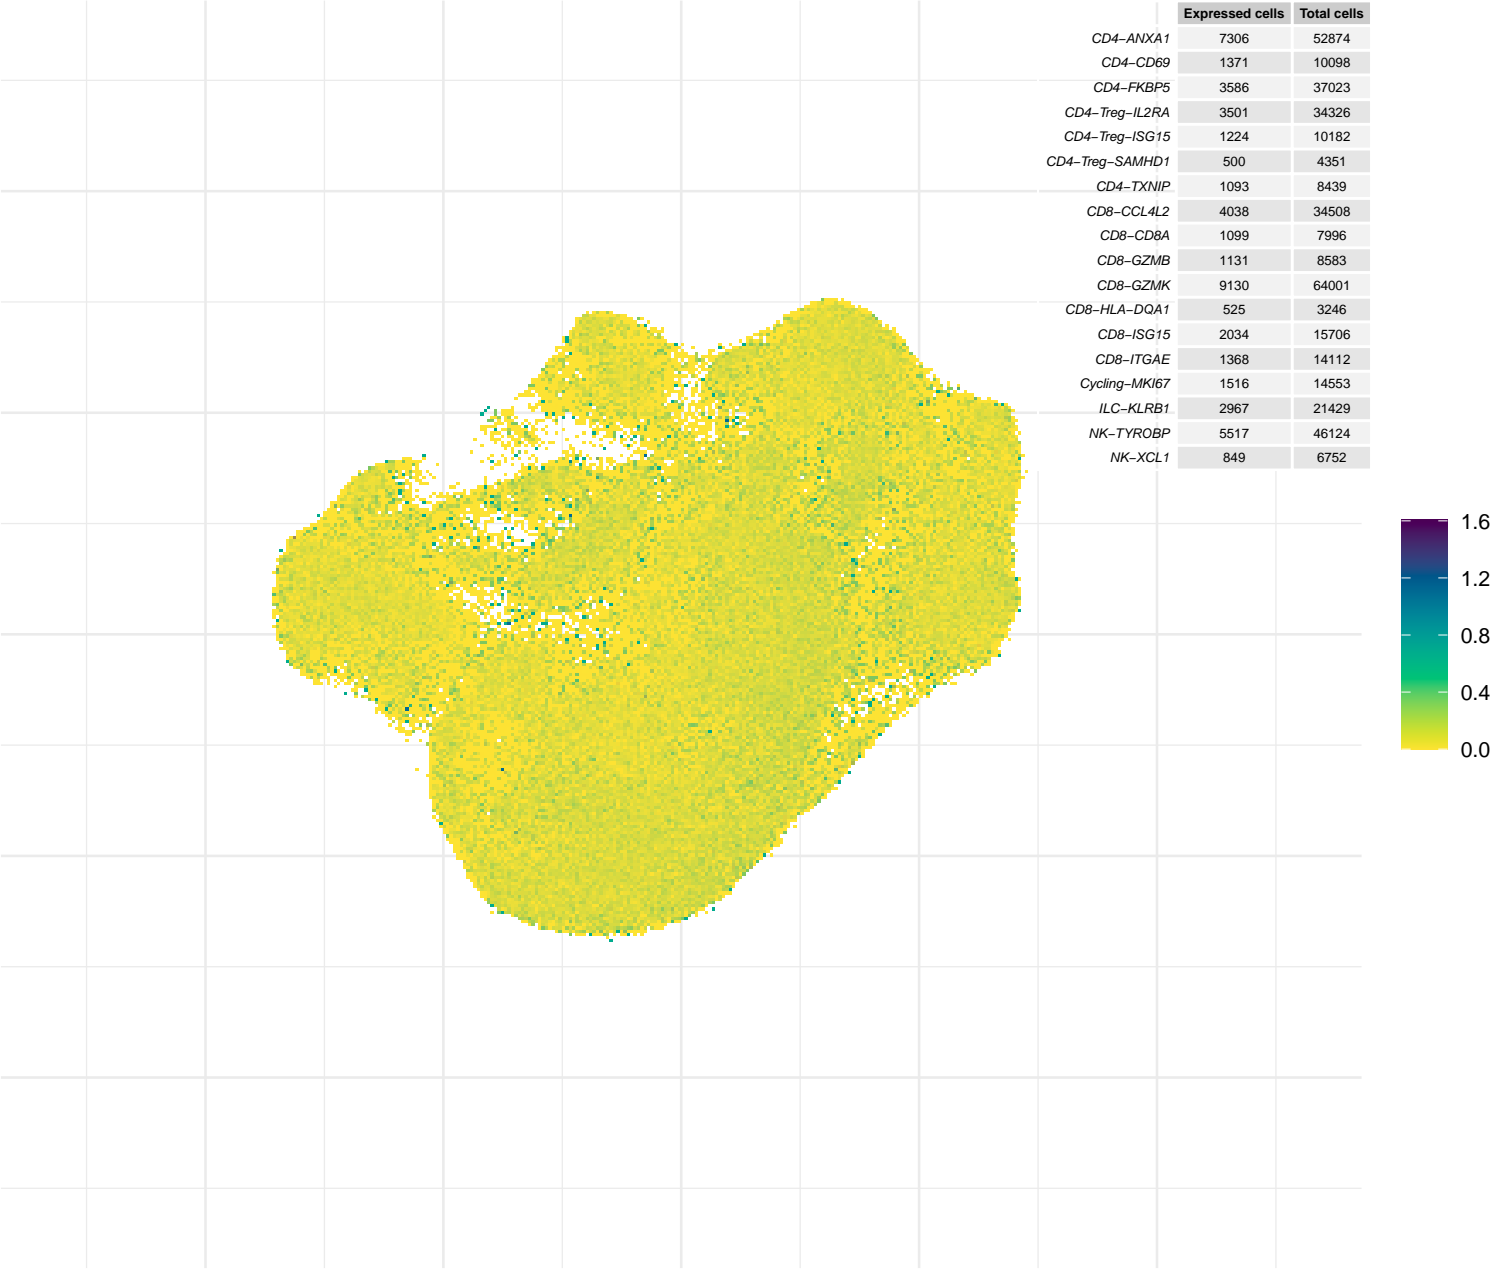 Expressed cells Total cells
CD4−ANXA1 7306 52874
CD4−CD69 1371 10098
CD4−FKBP5 3586 37023
CD4−Treg−IL2RA 3501 34326
CD4−Treg−ISG15 1224 10182
CD4−Treg−SAMHD1 500 4351
CD4−TXNIP 1093 8439
CD8−CCL4L2 4038 34508
CD8−CD8A 1099 7996
CD8−GZMB 1131 8583
CD8−GZMK 9130 64001
CD8−HLA−DQA1 525 3246
CD8−ISG15 2034 15706
CD8−ITGAE 1368 14112
Cycling−MKI67 1516 14553
ILC−KLRB1 2967 21429
NK−TYROBP 5517 46124
NK−XCL1 849 6752
1.6
1.2
0.8
0.4
0.0